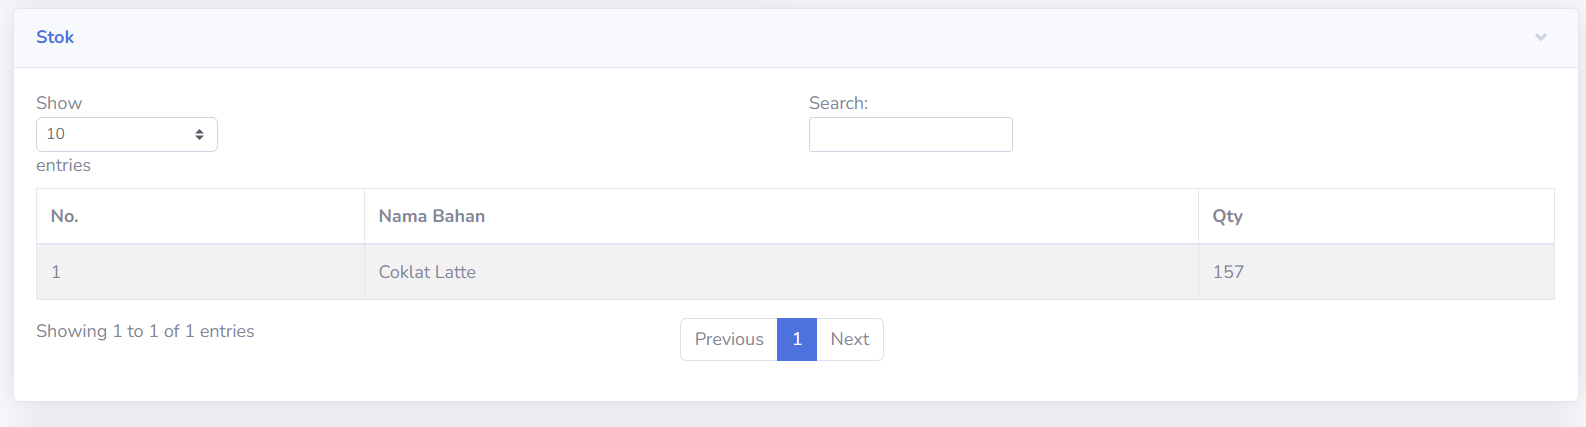 Stok
Show
Search:
10
entries
No. Nama Bahan Qty
1 Coklat Latte 157
Showing 1 to 1 of 1 entries
Previous 1 Next